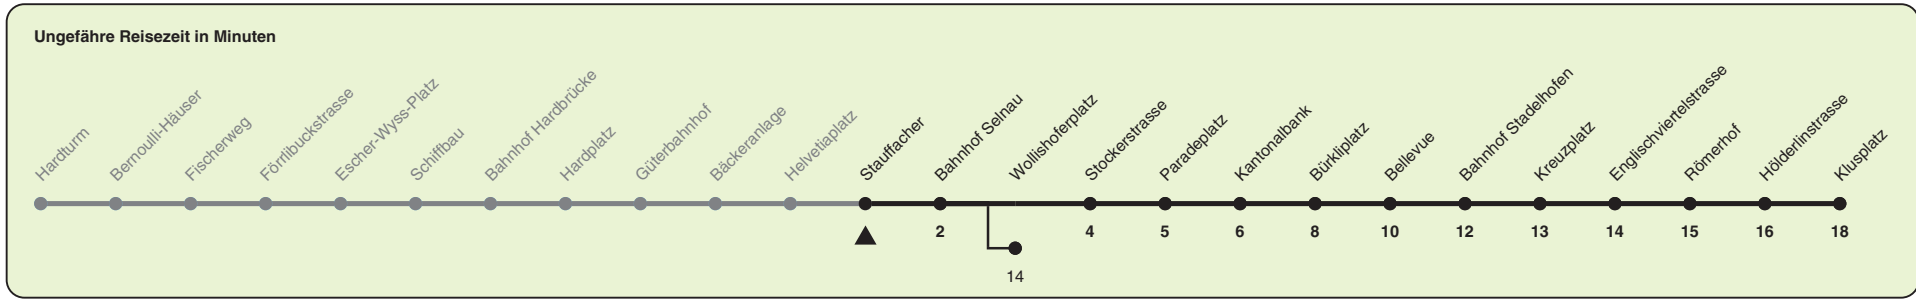 Ungefähre Reisezeit in Minuten
Hardturm
Bernoulli-Häuser
Fischerweg
Förrlibuckstrasse
Escher-Wyss-Platz
Schiffbau
Bahnhof Hardbrücke
Hardplatz
Güterbahnhof
Bäckeranlage
Helvetiaplatz
Stauffacher
Bahnhof Selnau
Wollishoferplatz
Stockerstrasse
Paradeplatz
Kantonalbank
Bürkliplatz
Bellevue
Bahnhof Stadelhofen
Kreuzplatz
Englischviertelstrasse
Römerhof
Hölderlinstrasse
Klusplatz
2 4 5 6 8 10 12 13 14 15 16 18
14